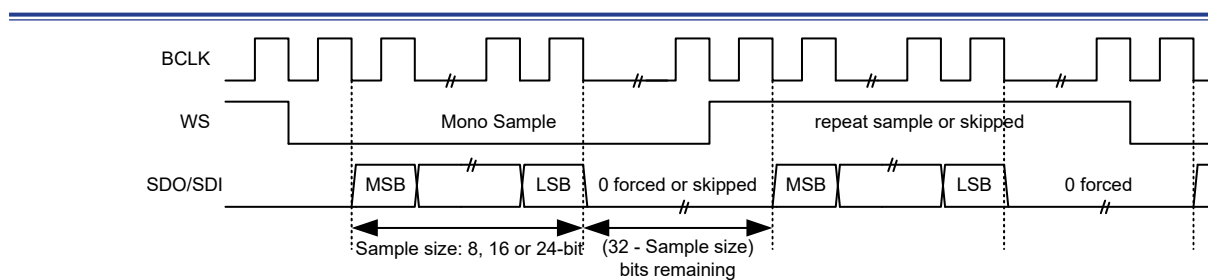 BCLK
WS
Mono Sample
repeat sample or skipped
SDO/SDI
MSB
LSB
0 forced or skipped
MSB
LSB
0 forced
Sample size: 8, 16 or 24-bit
(32 - Sample size)
bits remaining